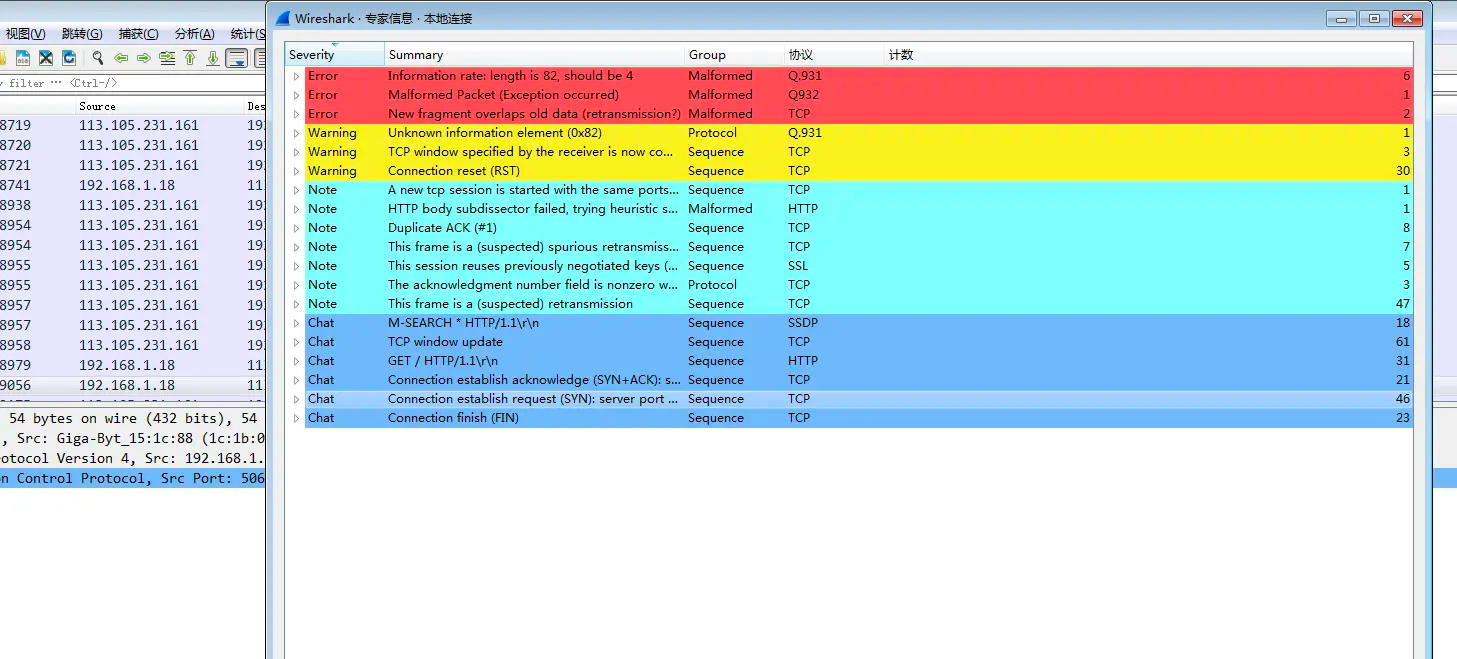 Wireshark · 专家信息 · 本地连接
视图(V) 跳转(G) 捕获(C) 分析(A) 统计(S
filter ··· <Ctrl-/>
Source Des
8719 113.105.231.161 19
8720 113.105.231.161 19
8721 113.105.231.161 19
8741 192.168.1.18 11
8938 113.105.231.161 19
8954 113.105.231.161 19
8954 113.105.231.161 19
8955 113.105.231.161 19
8955 113.105.231.161 19
8957 113.105.231.161 19
8957 113.105.231.161 19
8958 113.105.231.161 19
8979 192.168.1.18 11
9056 192.168.1.18 11
54 bytes on wire (432 bits), 54
, Src: Giga-Byt_15:1c:88 (1c:1b:0
otocol Version 4, Src: 192.168.1.
n Control Protocol, Src Port: 506
Severity Summary Group 协议 计数
Error Information rate: length is 82, should be 4 Malformed Q.931 6
Error Malformed Packet (Exception occurred) Malformed Q932 1
Error New fragment overlaps old data (retransmission?) Malformed TCP 2
Warning Unknown information element (0x82) Protocol Q.931 1
Warning TCP window specified by the receiver is now co... Sequence TCP 3
Warning Connection reset (RST) Sequence TCP 30
Note A new tcp session is started with the same ports... Sequence TCP 1
Note HTTP body subdissector failed, trying heuristic s... Malformed HTTP 1
Note Duplicate ACK (#1) Sequence TCP 8
Note This frame is a (suspected) spurious retransmiss... Sequence TCP 7
Note This session reuses previously negotiated keys (... Sequence SSL 5
Note The acknowledgment number field is nonzero w... Protocol TCP 3
Note This frame is a (suspected) retransmission Sequence TCP 47
Chat M-SEARCH * HTTP/1.1\r\n Sequence SSDP 18
Chat TCP window update Sequence TCP 61
Chat GET / HTTP/1.1\r\n Sequence HTTP 31
Chat Connection establish acknowledge (SYN+ACK): s... Sequence TCP 21
Chat Connection establish request (SYN): server port ... Sequence TCP 46
Chat Connection finish (FIN) Sequence TCP 23